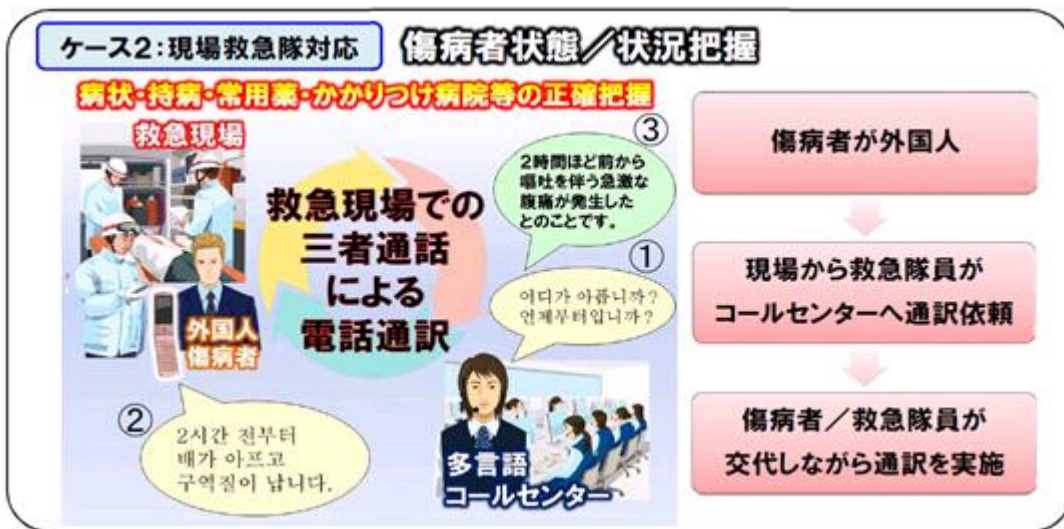 ケース2:現場救急隊対応
傷病者状態／状況把握
病状・持病・常用薬・かかりつけ病院等の正確把握
救急現場
救急現場での
三者通話
による
電話通訳
③
2時間ほど前から
嘔吐を伴う急激な
腹痛が発生した
とのことです。
①
어디가 아픕니까?
언제부터입니까?
外国人
傷病者
②
2시간 전부터
배가 아프고
구역질이 납니다.
多言語
コールセンター
傷病者が外国人
現場から救急隊員が
コールセンターへ通訳依頼
傷病者／救急隊員が
交代しながら通訳を実施